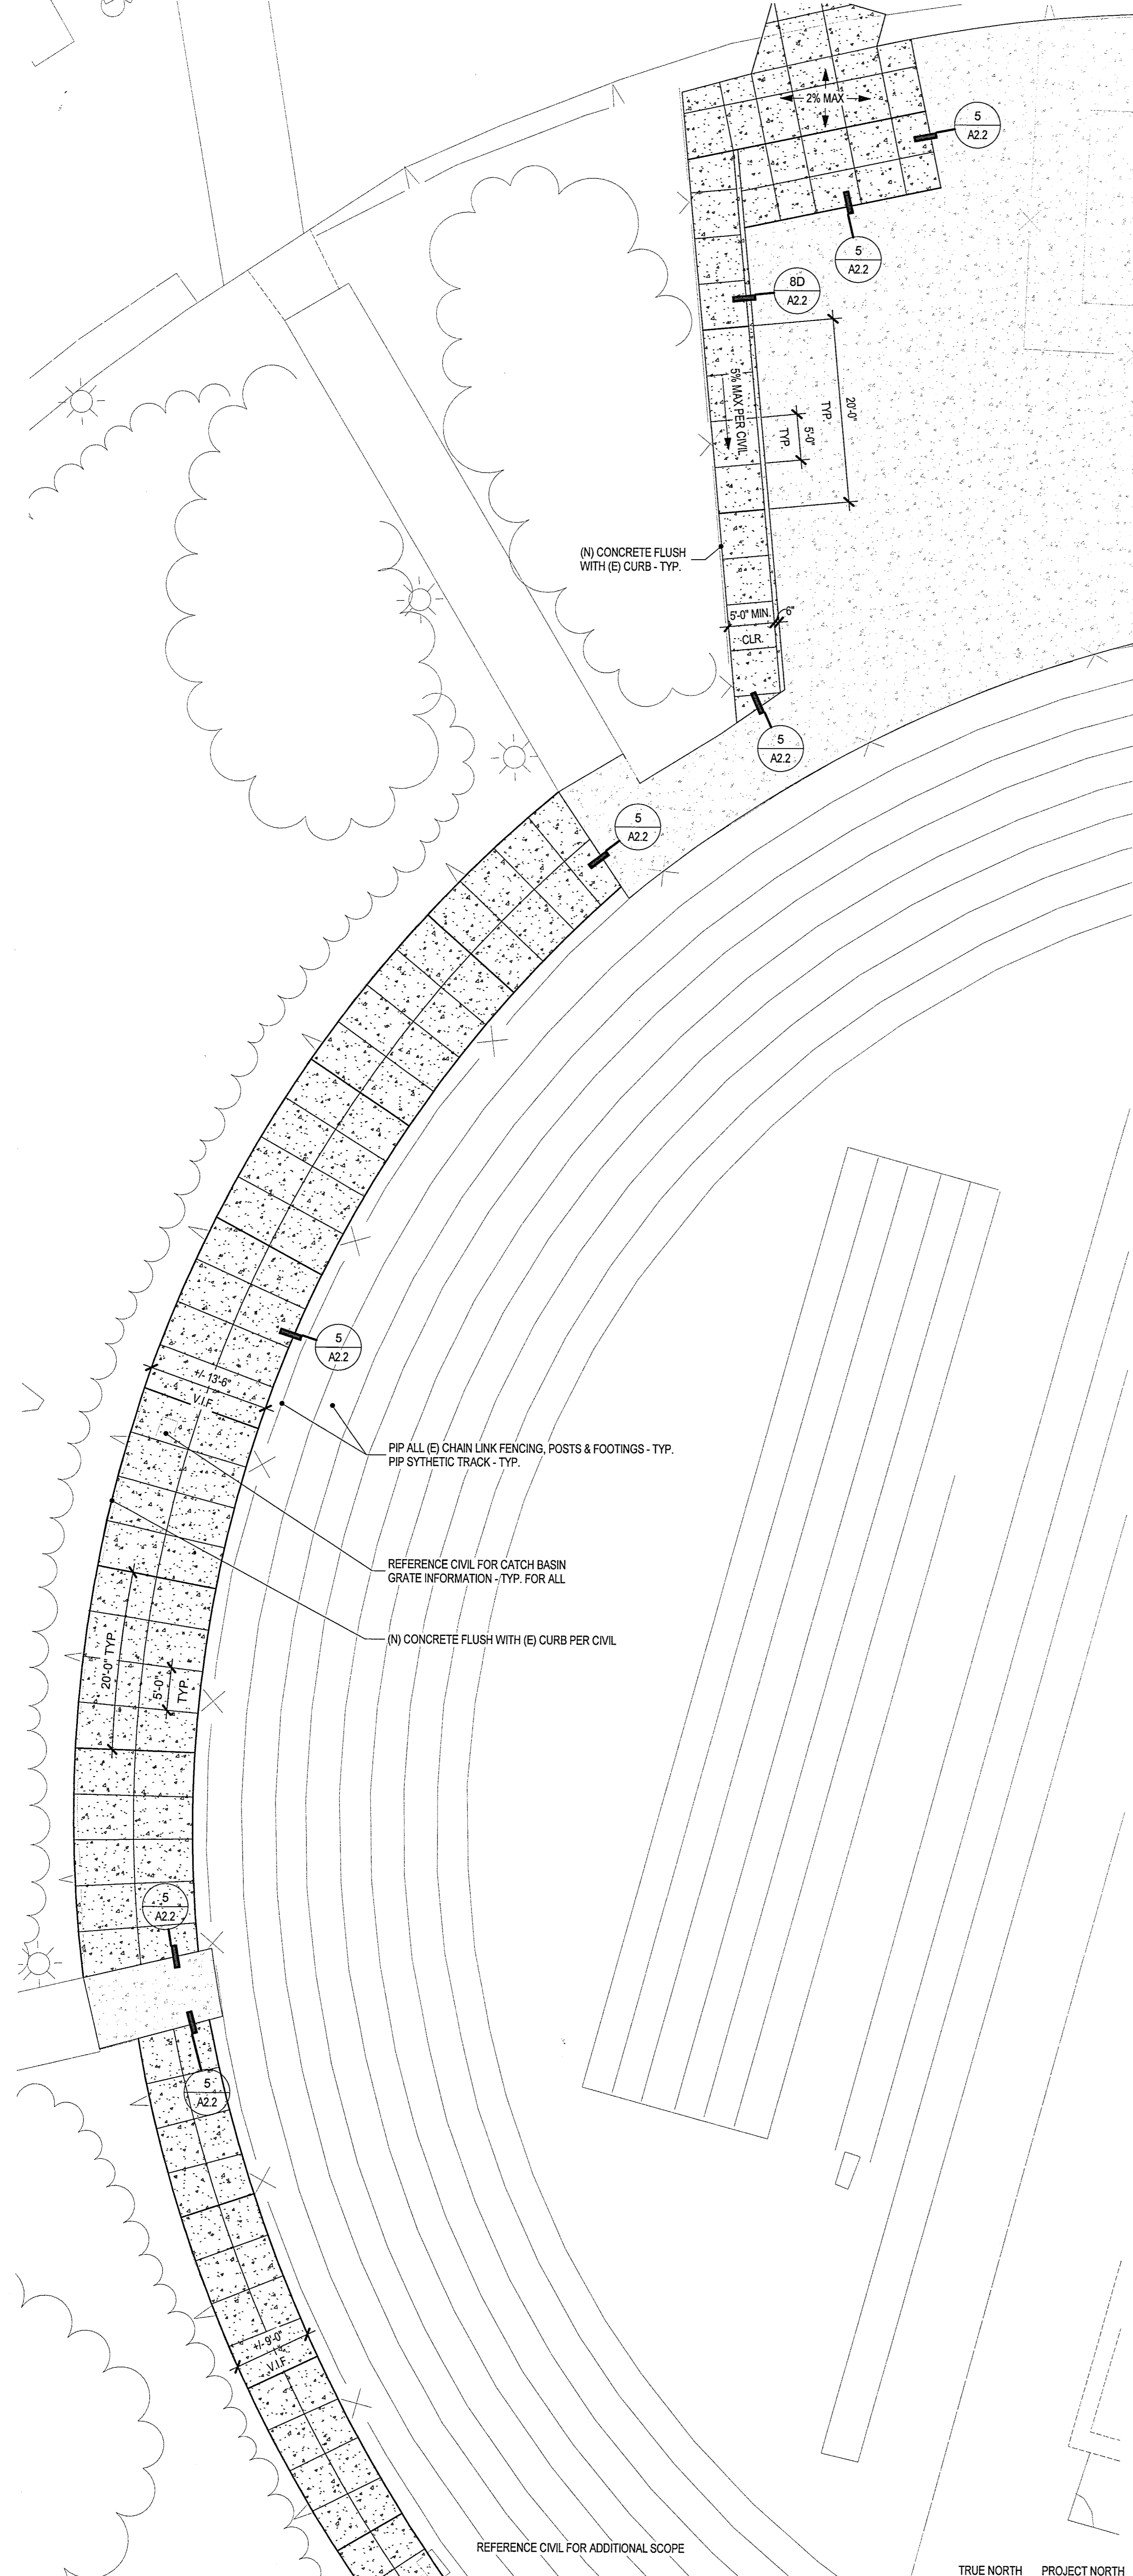 2% MAX
5
A2.2
5
A2.2
8D
A2.2
5% MAX PER CIVIL
20'-0"
TYP.
5'-0"
TYP.
(N) CONCRETE FLUSH
WITH (E) CURB - TYP.
5'-0" MIN.
CLR.
6"
5
A2.2
5
A2.2
5
A2.2
+/- 13'-6"
V.I.F.
PIP ALL (E) CHAIN LINK FENCING, POSTS & FOOTINGS - TYP.
PIP SYTHETIC TRACK - TYP.
REFERENCE CIVIL FOR CATCH BASIN
GRATE INFORMATION - TYP. FOR ALL
(N) CONCRETE FLUSH WITH (E) CURB PER CIVIL
20'-0" TYP.
5'-0"
TYP.
5
A2.2
5
A2.2
+/- 9'-0"
V.I.F.
REFERENCE CIVIL FOR ADDITIONAL SCOPE
TRUE NORTH PROJECT NORTH